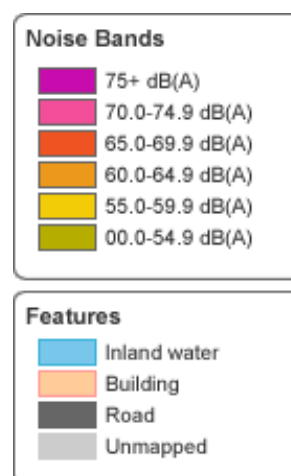 Noise Bands
75+ dB(A)
70.0-74.9 dB(A)
65.0-69.9 dB(A)
60.0-64.9 dB(A)
55.0-59.9 dB(A)
00.0-54.9 dB(A)
Features
Inland water
Building
Road
Unmapped